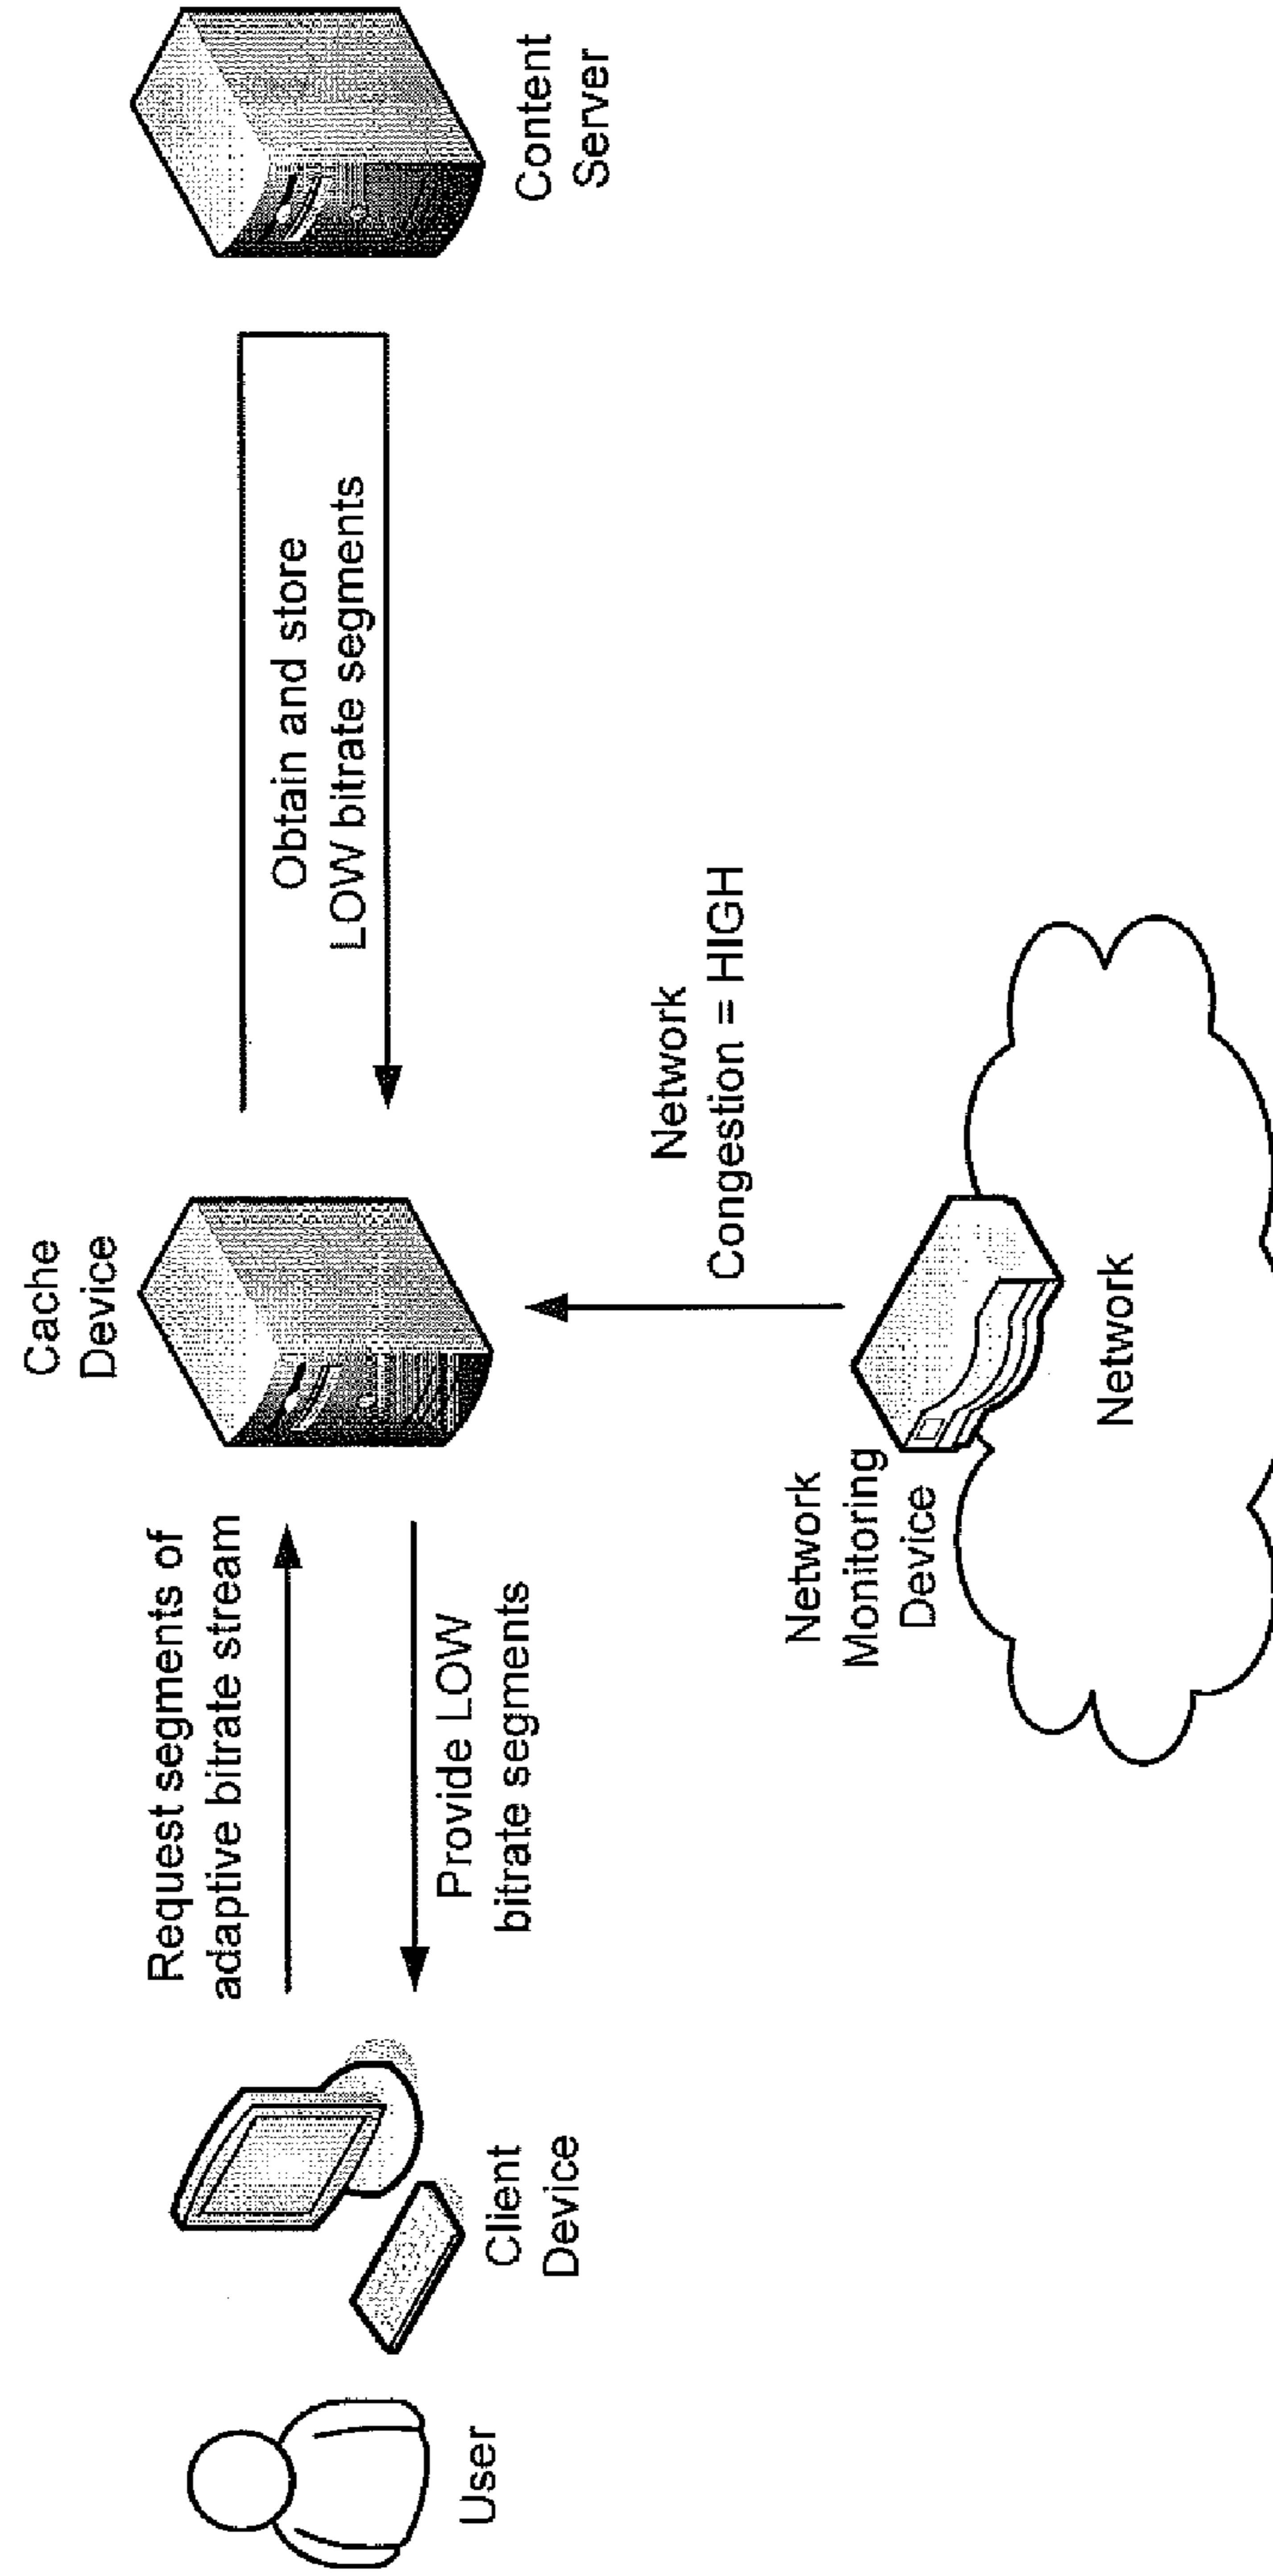 Cache
Device
Request segments of
adaptive bitrate stream
Obtain and store
LOW bitrate segments
Provide LOW
bitrate segments
User
Client
Device
Content
Server
Network
Congestion = HIGH
Network
Monitoring
Device
Network